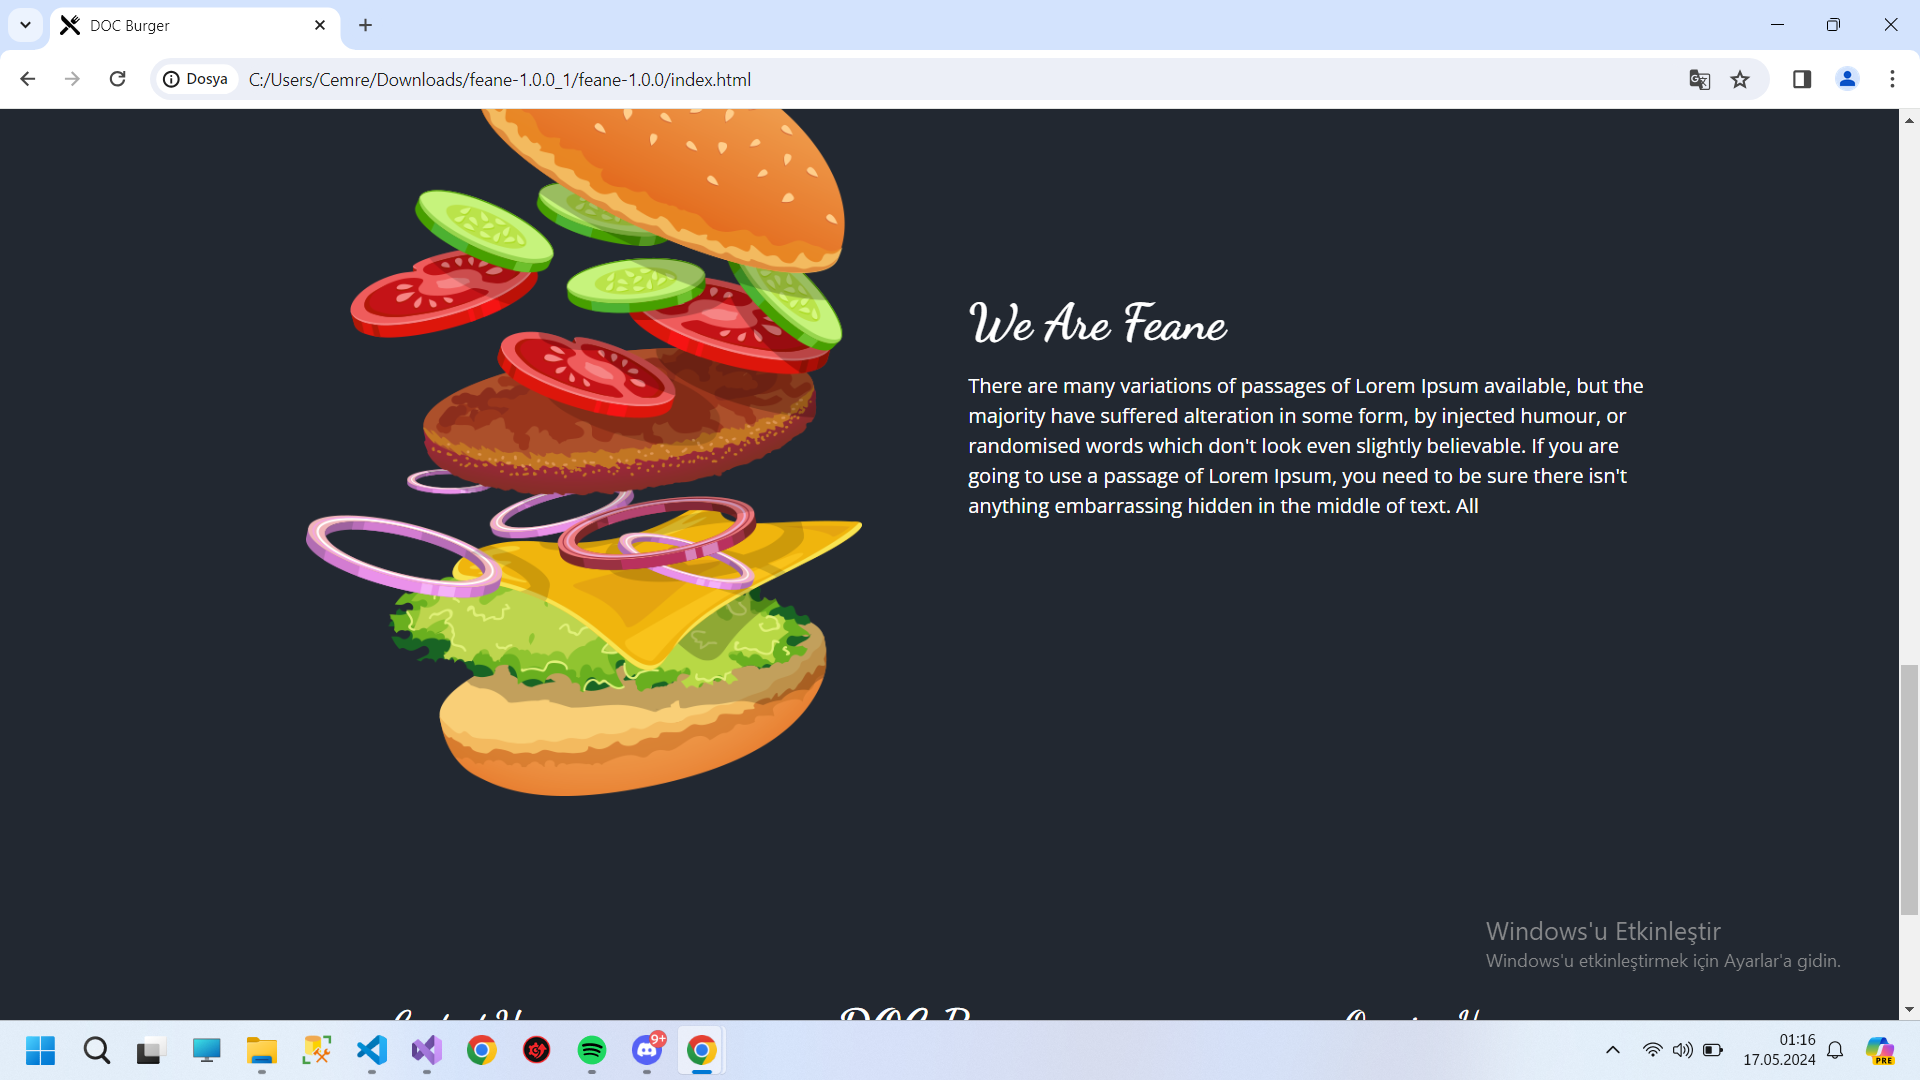 DOC Burger
Dosya
C:/Users/Cemre/Downloads/feane-1.0.0_1/feane-1.0.0/index.html
We Are Feane
There are many variations of passages of Lorem Ipsum available, but the
majority have suffered alteration in some form, by injected humour, or
randomised words which don't look even slightly believable. If you are
going to use a passage of Lorem Ipsum, you need to be sure there isn't
anything embarrassing hidden in the middle of text. All
Windows'u Etkinleştir
Windows'u etkinleştirmek için Ayarlar'a gidin.
9+
01:16
17.05.2024
PRE